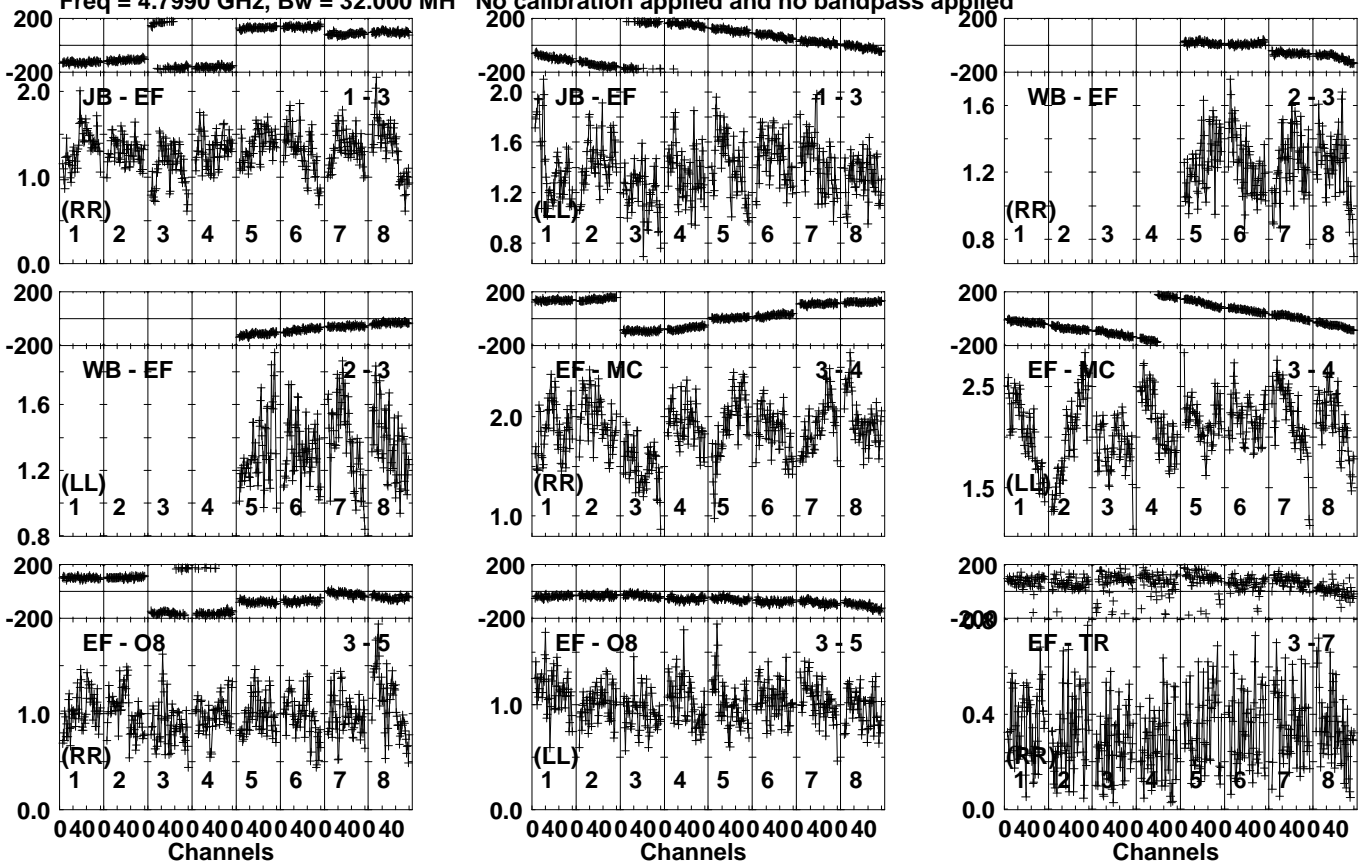 Freq = 4.7990 GHz, Bw = 32.000 MH No calibration applied and no bandpass applied
200
-200
2.0
1.0
0.0
JB - EF 1 - 3
(RR)
1 2 3 4 5 6 7 8
200
-200
2.0
1.6
1.2
0.8
JB - EF 1 - 3
(LL)
1 2 3 4 5 6 7 8
200
-200
1.6
1.2
0.8
WB - EF 2 - 3
(RR)
1 2 3 4 5 6 7 8
200
-200
1.6
1.2
0.8
WB - EF 2 - 3
(LL)
1 2 3 4 5 6 7 8
200
-200
2.0
1.0
EF - MC 3 - 4
(RR)
1 2 3 4 5 6 7 8
200
-200
2.5
1.5
EF - MC 3 - 4
(LL)
1 2 3 4 5 6 7 8
200
-200
1.0
0.0
EF - O8 3 - 5
(RR)
1 2 3 4 5 6 7 8
0 40 0 40 0 40 0 40 0 40 0 40 0 40 0 40
Channels
200
-200
1.0
0.0
EF - O8 3 - 5
(LL)
1 2 3 4 5 6 7 8
0 40 0 40 0 40 0 40 0 40 0 40 0 40 0 40
Channels
200
-200
0.8
0.4
0.0
EF - TR 3 - 7
(RR)
1 2 3 4 5 6 7 8
0 40 0 40 0 40 0 40 0 40 0 40 0 40 0 40
Channels